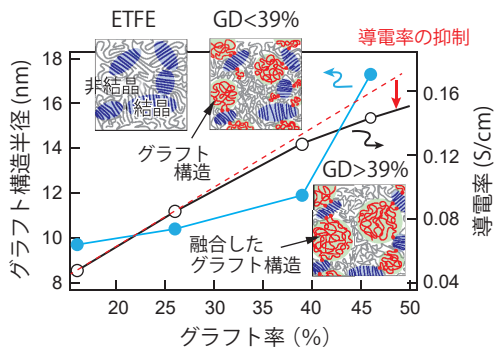 ETFE
GD<39%
導電率の抑制
非結晶
結晶
グラフト
構造
GD>39%
融合した
グラフト構造
グラフト構造半径 (nm)
18
16
14
12
10
8
導電率 (S/cm)
0.16
0.12
0.08
0.04
20
25
30
35
40
45
50
グラフト率 (%)